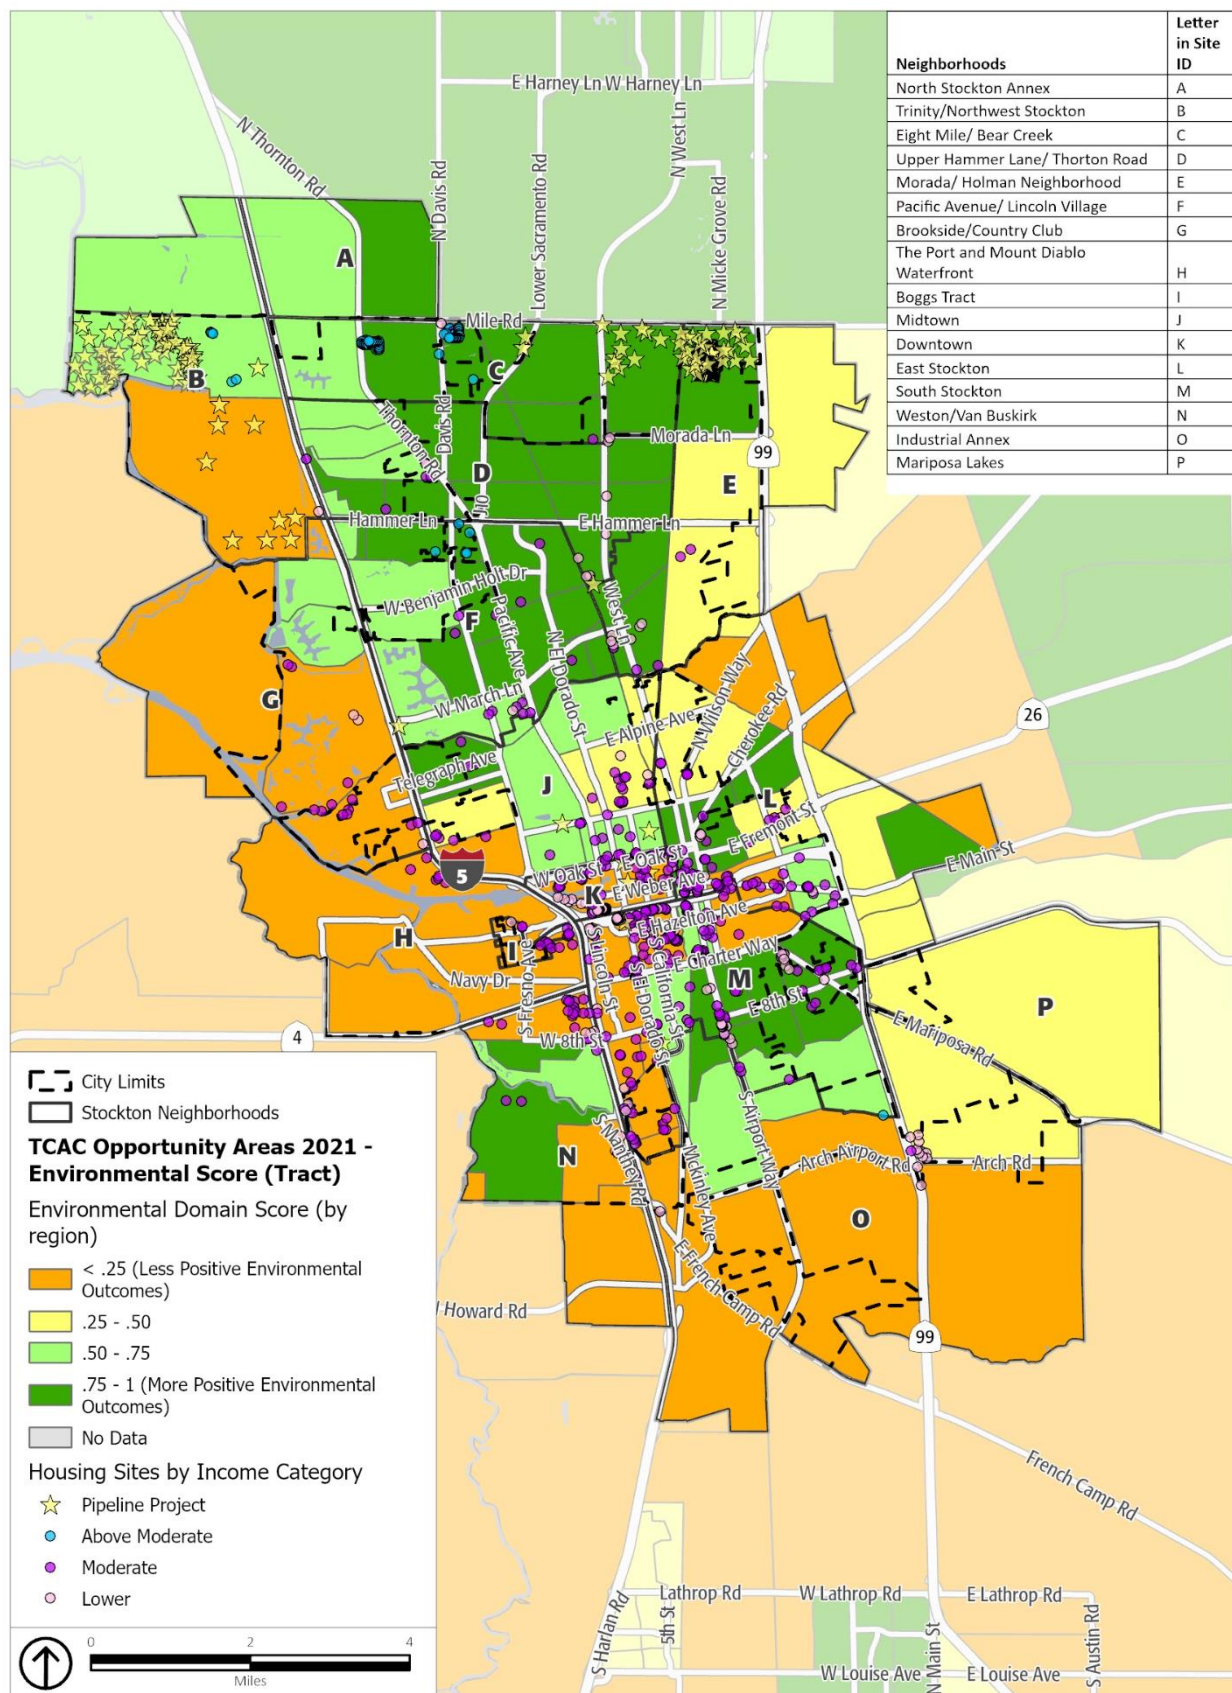 Neighborhoods
Letter
in Site
ID
North Stockton Annex A
Trinity/Northwest Stockton B
Eight Mile/ Bear Creek C
Upper Hammer Lane/ Thorton Road D
Morada/ Holman Neighborhood E
Pacific Avenue/ Lincoln Village F
Brookside/Country Club G
The Port and Mount Diablo
Waterfront H
Boggs Tract I
Midtown J
Downtown K
East Stockton L
South Stockton M
Weston/Van Buskirk N
Industrial Annex O
Mariposa Lakes P
E Harney Ln W Harney Ln
N Thornton Rd
N Davis Rd
Lower Sacramento Rd
N West Ln
N Micke Grove Rd
A
Mile Rd
B
C
Thornton Rd
Davis Rd
Morada Ln
99
D
J10
E
Hammer Ln
E Hammer Ln
W Benjamin Holt Dr
F
Pacific Ave
N El Dorado St
West Ln
G
W March Ln
E Alpine Ave
N Wilson Way
Cherokee Rd
26
Telegraph Ave
J
L
E Fremont St
E Main St
5
W Oak St
E Oak St
K
E Weber Ave
E Hazelton Ave
H
I
S Fresno Ave
S Lincoln St
S El Dorado St
S California St
E Charter Way
Navy Dr
M
E 8th St
W 8th St
4
P
E Mariposa Rd
N
S Manthey Rd
Mckinley Ave
S Airport Way
Arch Airport Rd
Arch Rd
O
E French Camp Rd
Howard Rd
99
French Camp Rd
Lathrop Rd
W Lathrop Rd
E Lathrop Rd
S Harlan Rd
5th St
N Main St
S Austin Rd
W Louise Ave
E Louise Ave
City Limits
Stockton Neighborhoods
TCAC Opportunity Areas 2021 -
Environmental Score (Tract)
Environmental Domain Score (by
region)
< .25 (Less Positive Environmental
Outcomes)
.25 - .50
.50 - .75
.75 - 1 (More Positive Environmental
Outcomes)
No Data
Housing Sites by Income Category
Pipeline Project
Above Moderate
Moderate
Lower
0 2 4
Miles